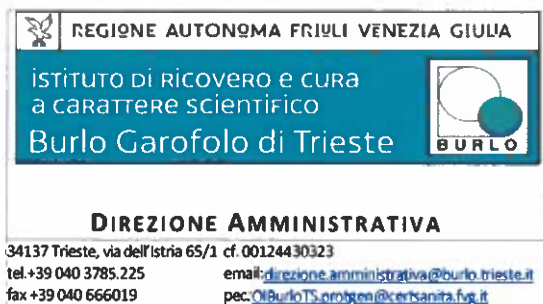 REGIONE AUTONOMA FRIULI VENEZIA GIULIA
istituto di ricovero e cura
a carattere scientifico
Burlo Garofolo di Trieste
BURLO
DIREZIONE AMMINISTRATIVA
34137 Trieste, via dell'Istria 65/1 cf. 00124430323
tel.+39 040 3785.225 email:direzione.amministrativa@burlo.trieste.it
fax +39 040 666019 pec:OIBurloTS.protgen@certsanita.fvg.it